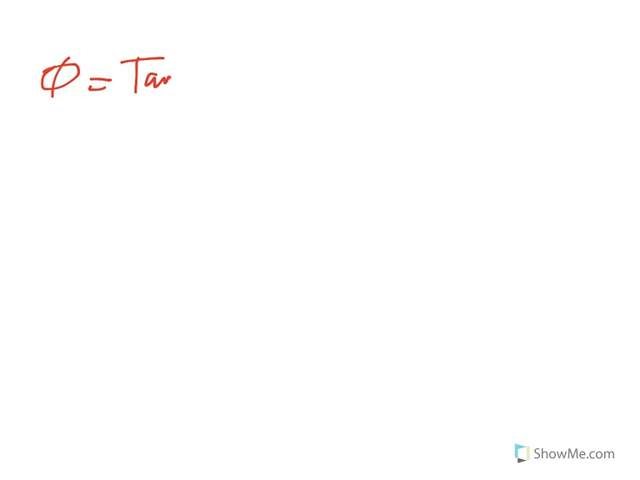 Φ = Tan
ShowMe.com